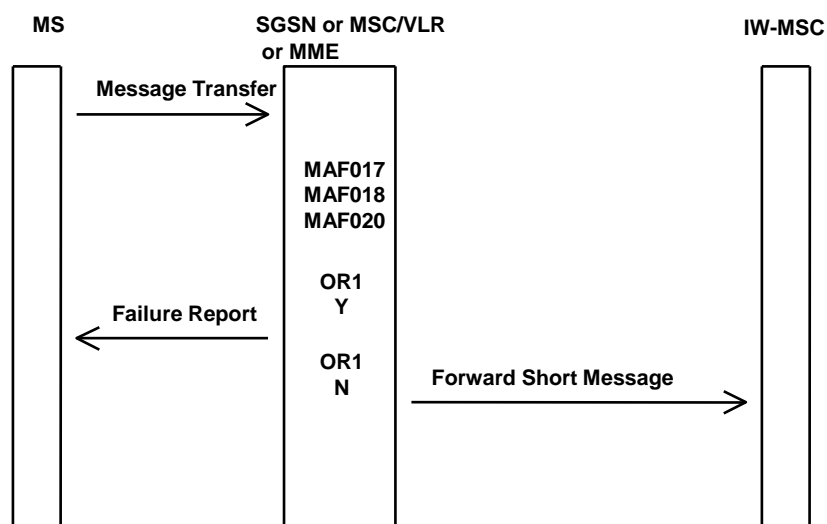 MS
SGSN or MSC/VLR
or MME
IW-MSC
Message Transfer
MAF017
MAF018
MAF020
OR1
Y
Failure Report
OR1
N
Forward Short Message